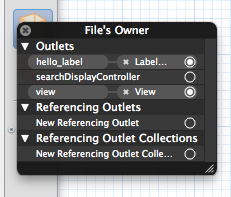 File's Owner
Outlets
hello_label Label...
searchDisplayController
view View
Referencing Outlets
New Referencing Outlet
Referencing Outlet Collections
New Referencing Outlet Colle...